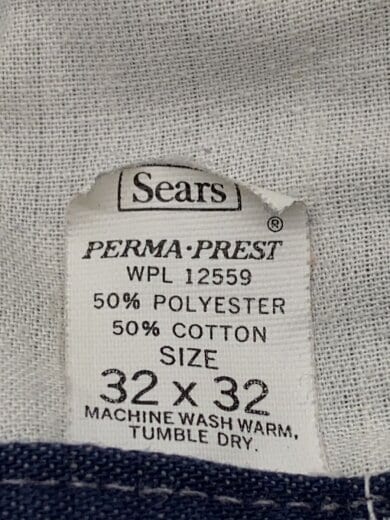 Sears
®
PERMA·PREST
WPL 12559
50% POLYESTER
50% COTTON
SIZE
32 x 32
MACHINE WASH WARM,
TUMBLE DRY.